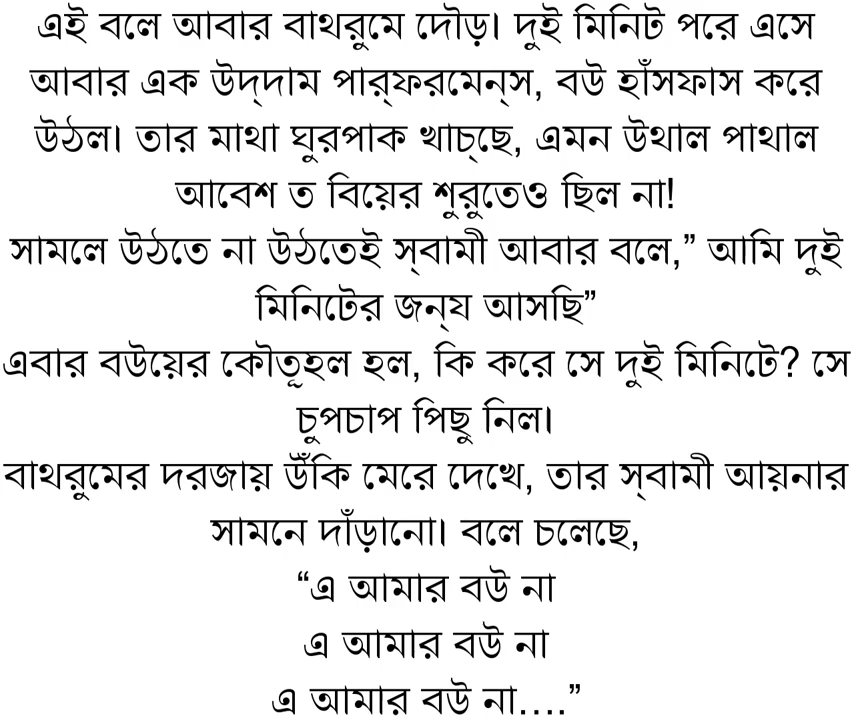 এই বলে আবার বাথরুমে দৌড়। দুই মিনিট পরে এসে
আবার এক উদ্‌দাম পার্‌ফরমেন্‌স, বউ হাঁসফাস করে
উঠল। তার মাথা ঘুরপাক খাচ্‌ছে, এমন উথাল পাথাল
আবেশ ত বিয়ের শুরুতেও ছিল না!
সামলে উঠতে না উঠতেই স্‌বামী আবার বলে,” আমি দুই
মিনিটের জন্‌য আসছি”
এবার বউয়ের কৌতূহল হল, কি করে সে দুই মিনিটে? সে
চুপচাপ পিছু নিল।
বাথরুমের দরজায় উঁকি মেরে দেখে, তার স্‌বামী আয়নার
সামনে দাঁড়ানো। বলে চলেছে,
“এ আমার বউ না
এ আমার বউ না
এ আমার বউ না....”